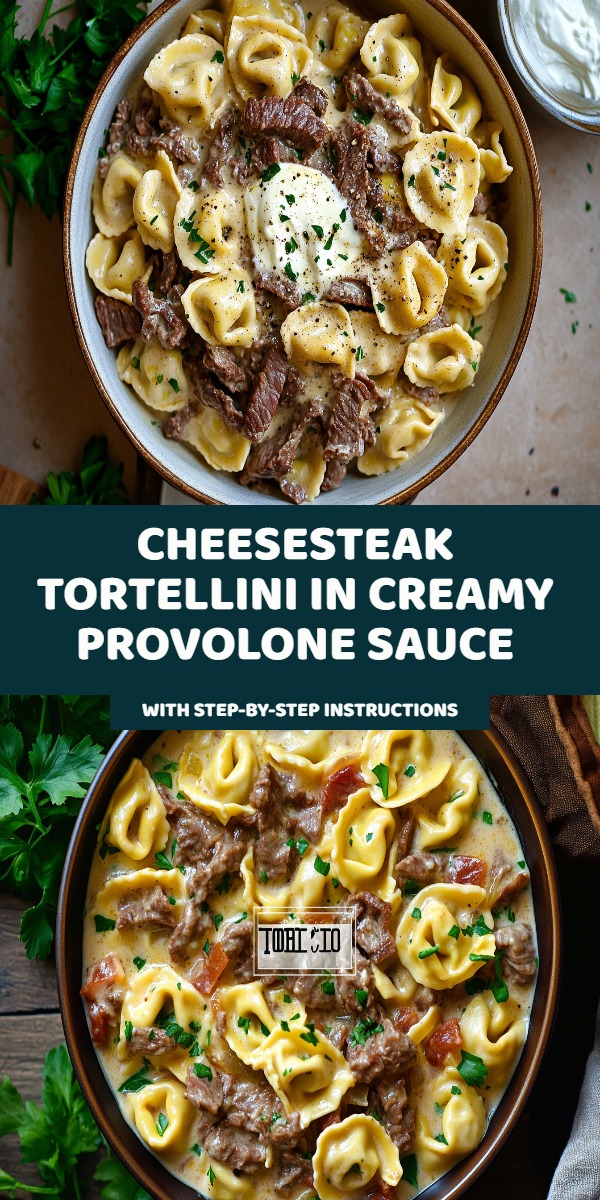 CHEESESTEAK
TORTELLINI IN CREAMY
PROVOLONE SAUCE
WITH STEP-BY-STEP INSTRUCTIONS